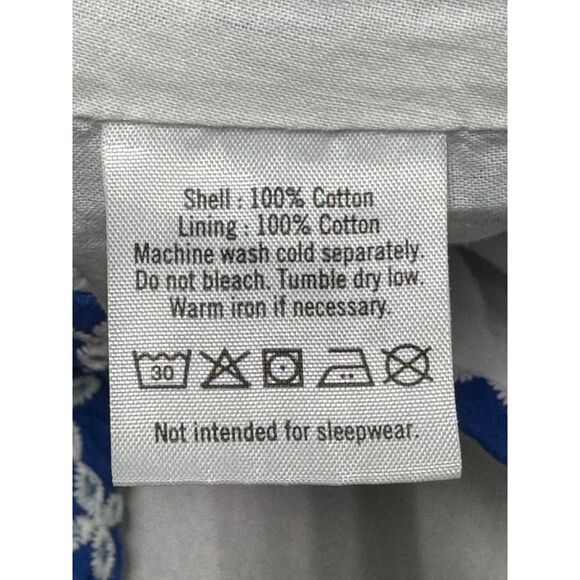 Shell : 100% Cotton
Lining : 100% Cotton
Machine wash cold separately.
Do not bleach. Tumble dry low.
Warm iron if necessary.
30
Not intended for sleepwear.